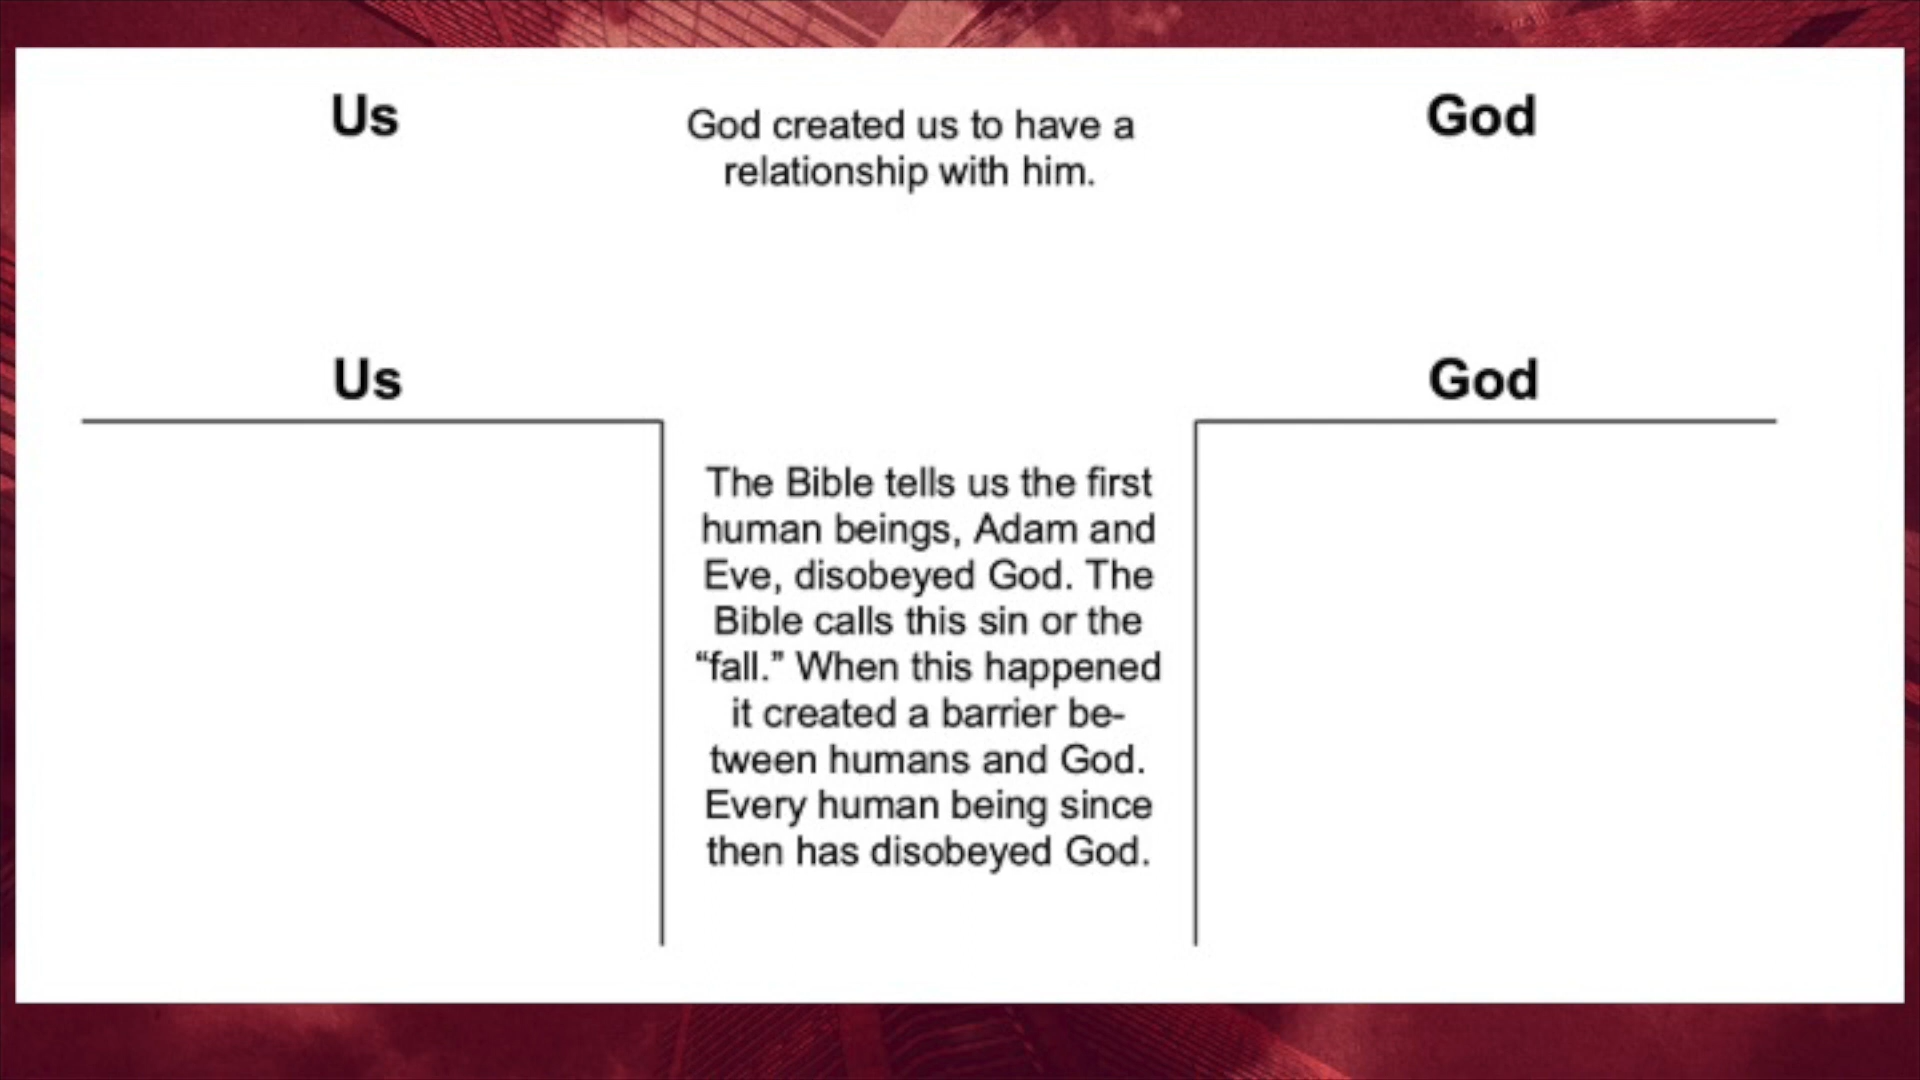 Us
God created us to have a
relationship with him.
God
Us
God
The Bible tells us the first
human beings, Adam and
Eve, disobeyed God. The
Bible calls this sin or the
“fall.” When this happened
it created a barrier be-
tween humans and God.
Every human being since
then has disobeyed God.